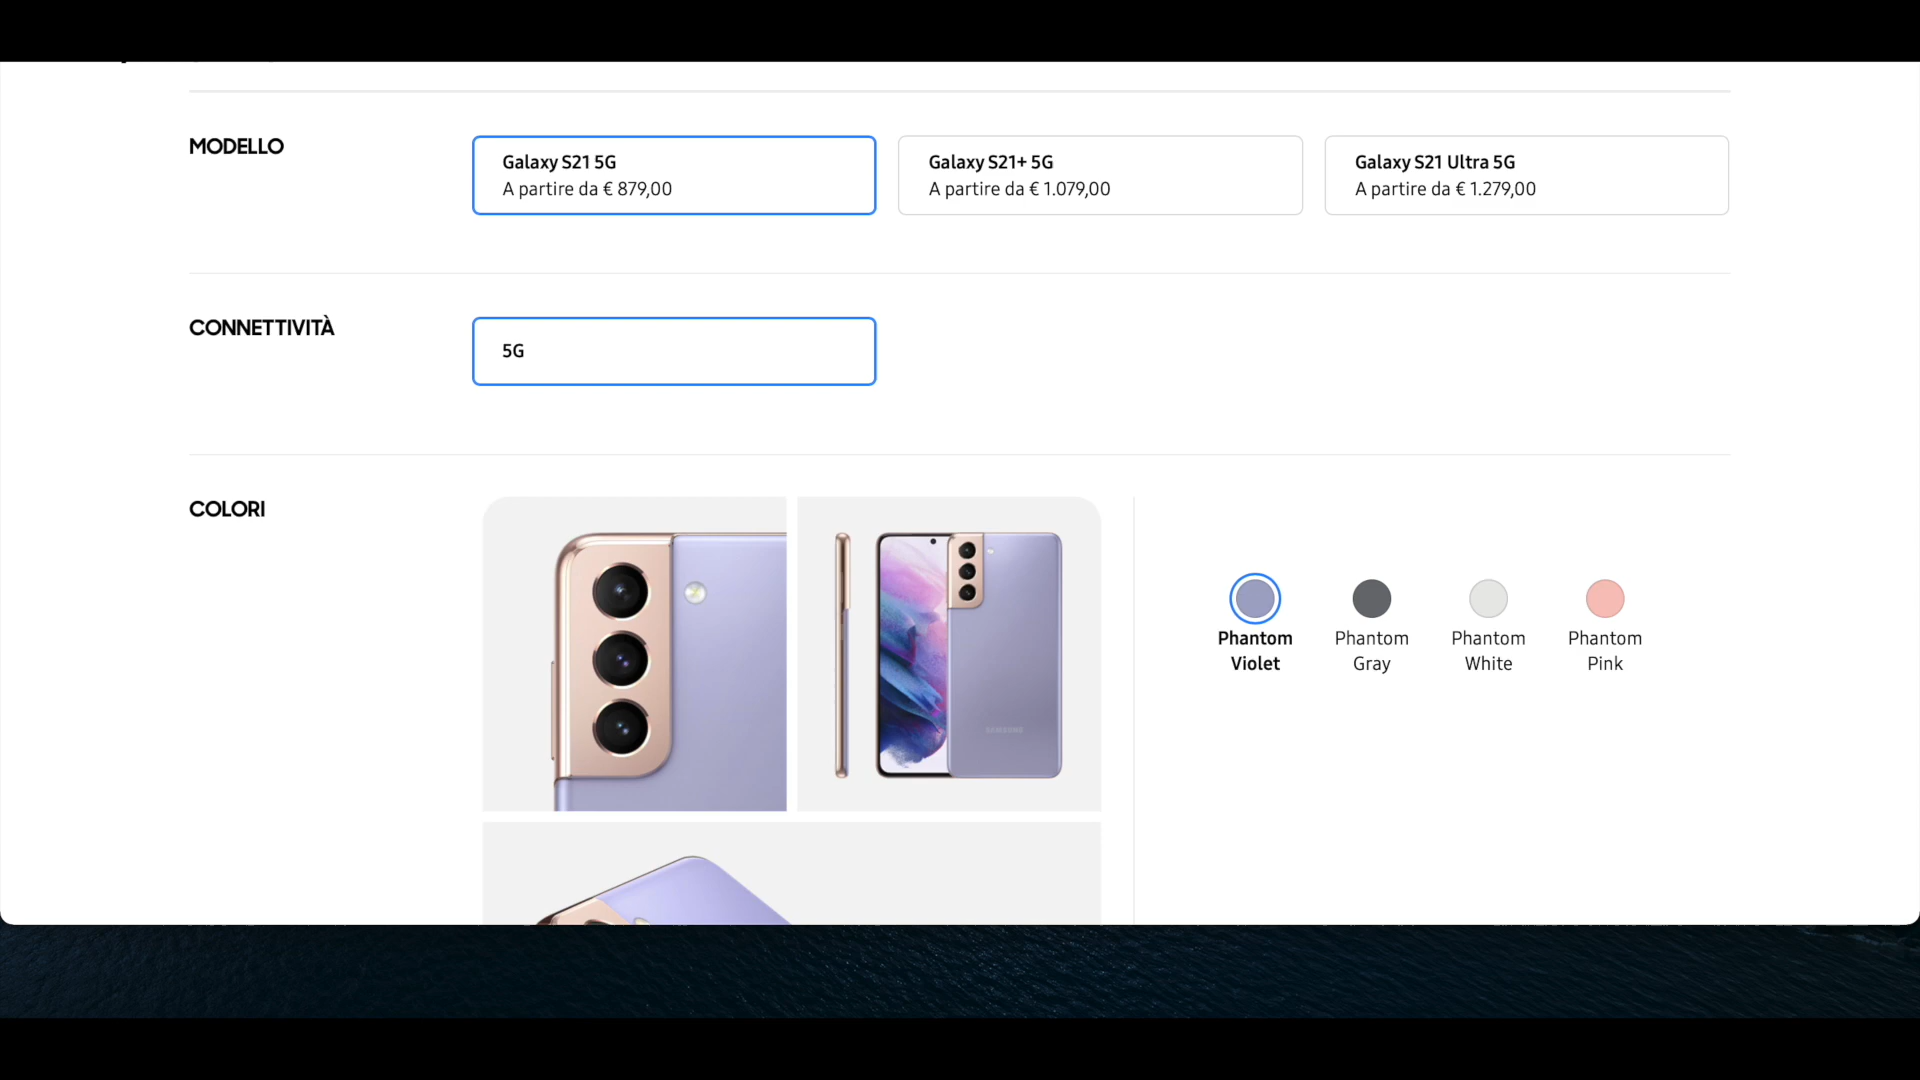 MODELLO
Galaxy S21 5G
A partire da € 879,00
Galaxy S21+ 5G
A partire da € 1.079,00
Galaxy S21 Ultra 5G
A partire da € 1.279,00
CONNETTIVITÀ
5G
COLORI
SAMSUNG
Phantom
Violet
Phantom
Gray
Phantom
White
Phantom
Pink